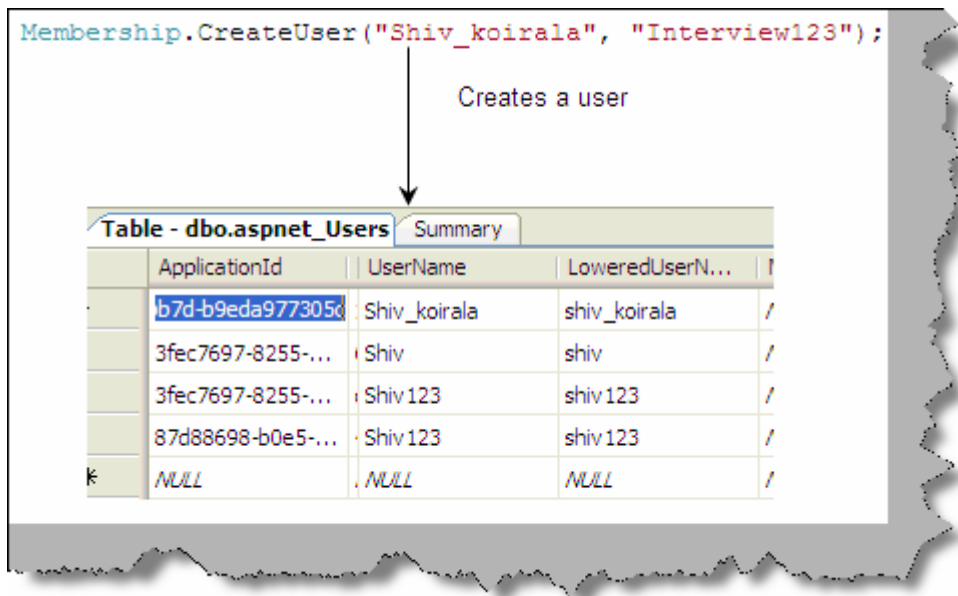 Membership.CreateUser("Shiv_koirala", "Interview123");
Creates a user
Table - dbo.aspnet_Users Summary
ApplicationId UserName LoweredUserN...
b7d-b9eda977305d Shiv_koirala shiv_koirala
3fec7697-8255-... Shiv shiv
3fec7697-8255-... Shiv123 shiv123
87d88698-b0e5-... Shiv123 shiv123
* NULL NULL NULL